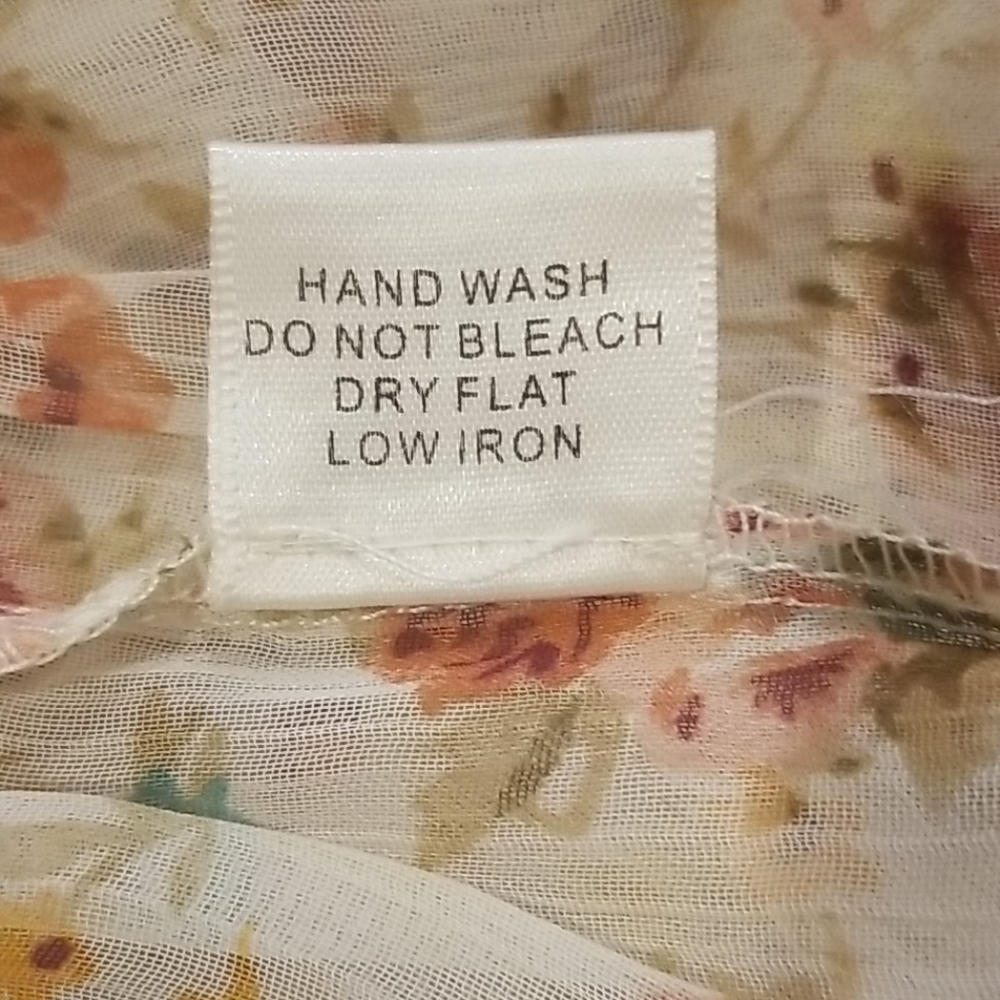 HAND WASH
DO NOT BLEACH
DRY FLAT
LOW IRON